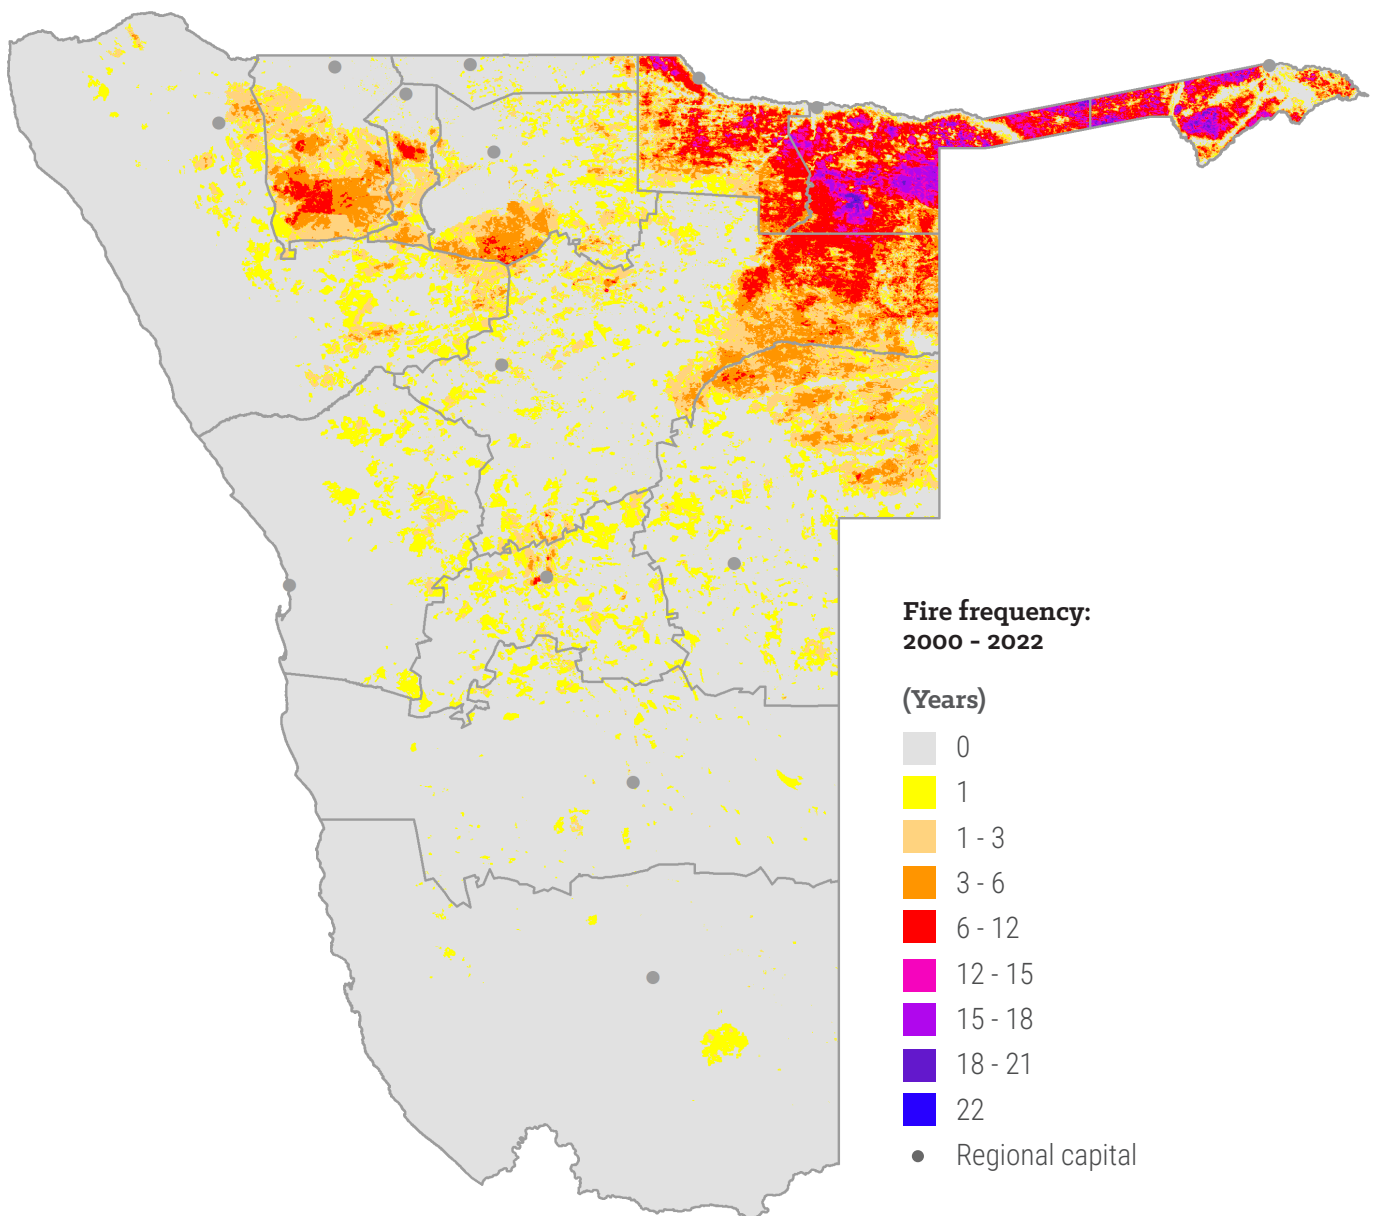 Fire frequency:
2000 - 2022
(Years)
0
1
1 - 3
3 - 6
6 - 12
12 - 15
15 - 18
18 - 21
22
Regional capital